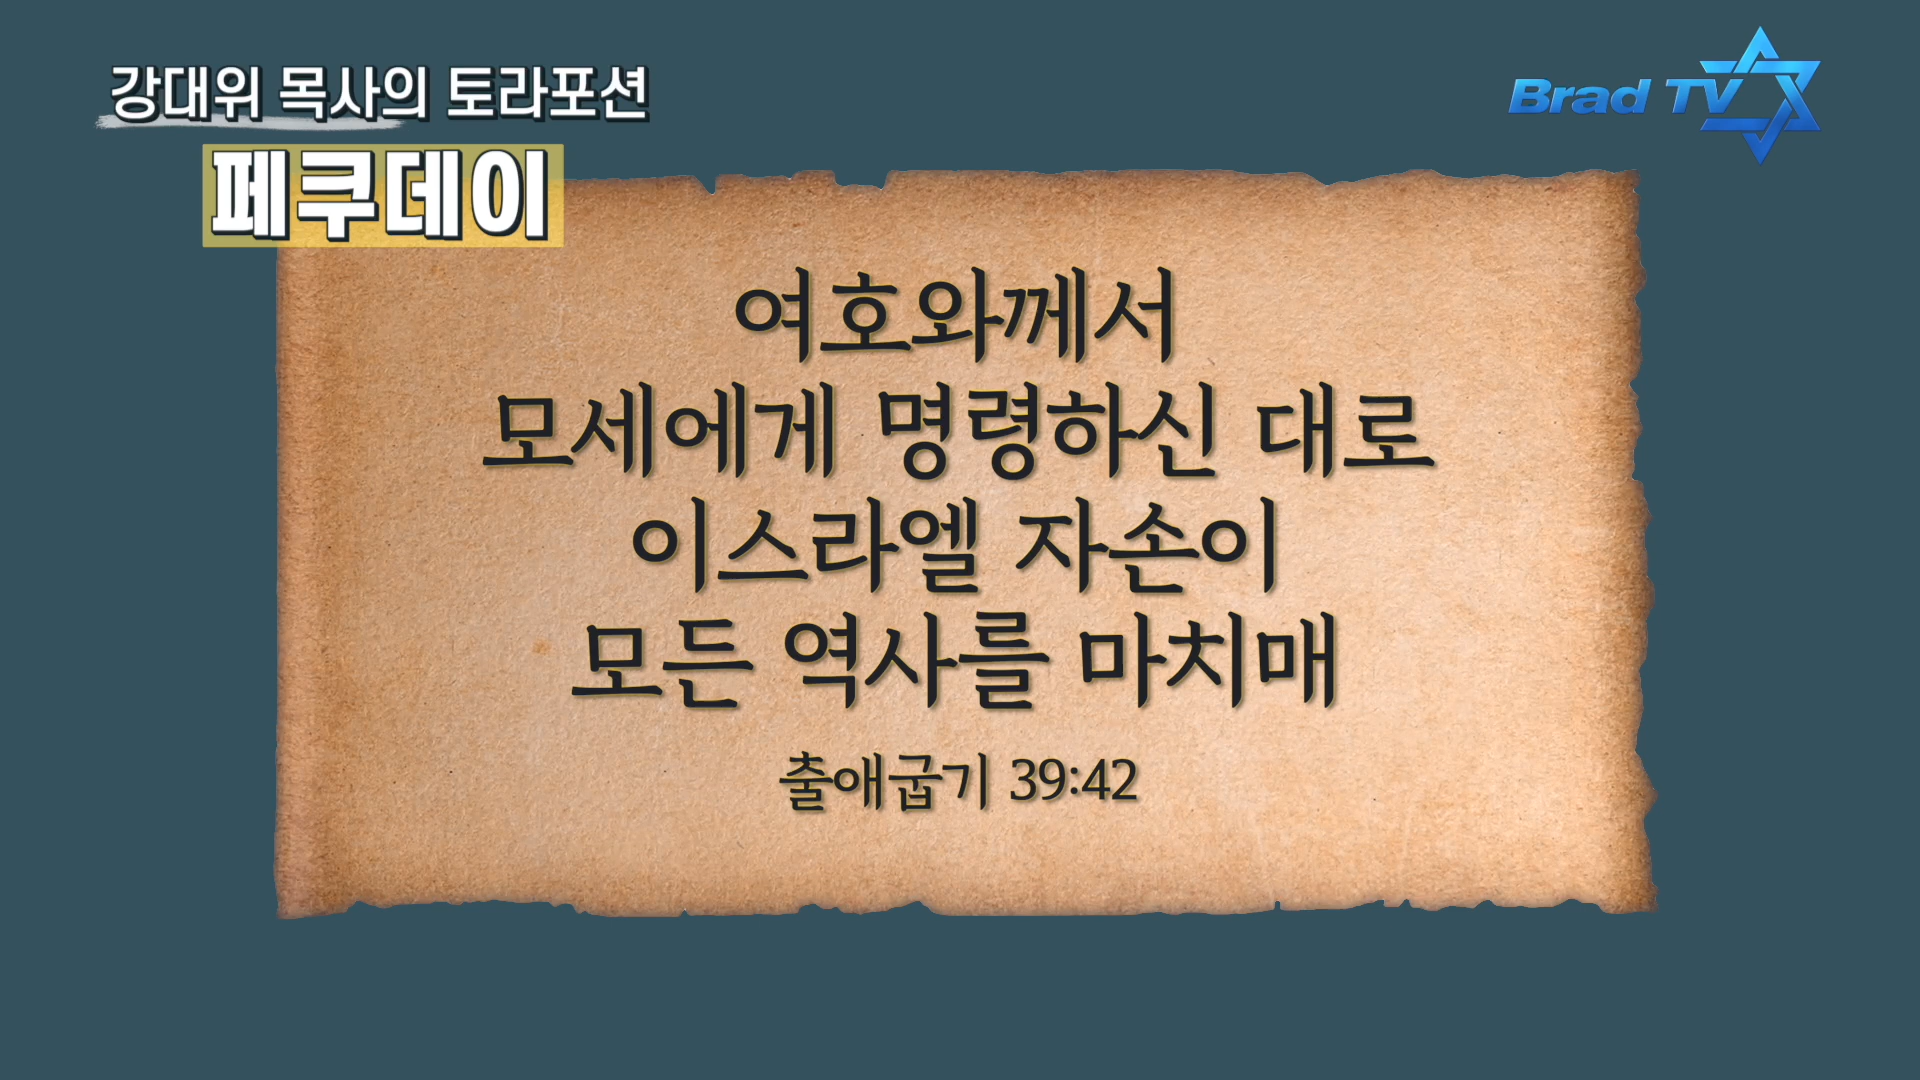 강대위 목사의 토라포션
Brad TV
페쿠데이
여호와께서
모세에게 명령하신 대로
이스라엘 자손이
모든 역사를 마치매
출애굽기 39:42